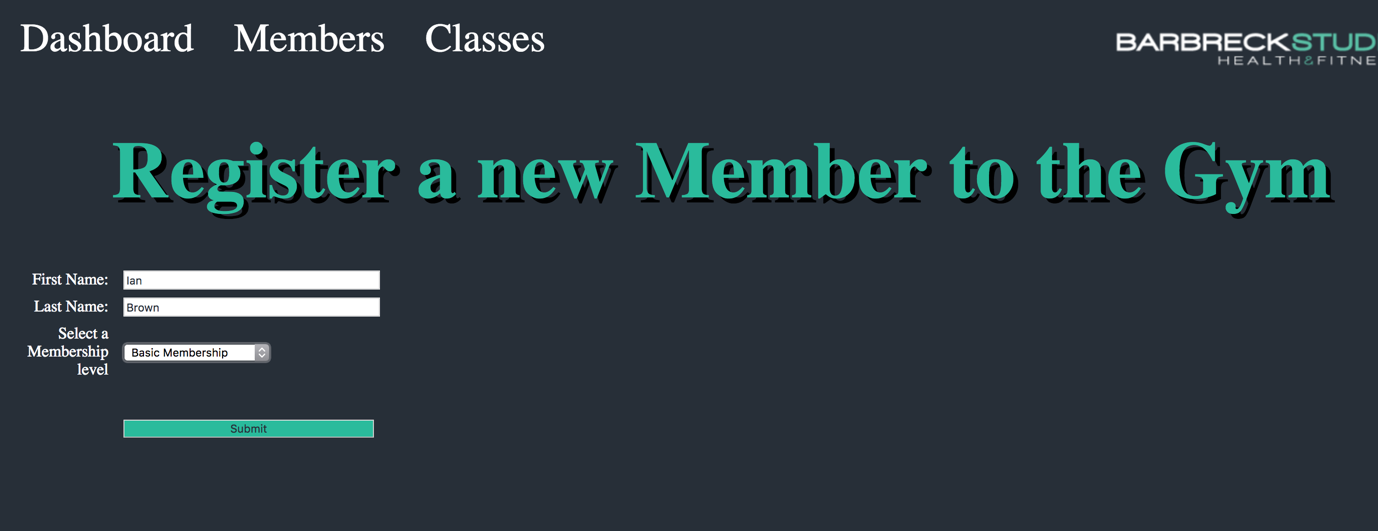 Dashboard Members Classes
BARBRECKSTUD
HEALTH&FITNE
Register a new Member to the Gym
First Name: Ian
Last Name: Brown
Select a
Membership
level
Basic Membership
Submit